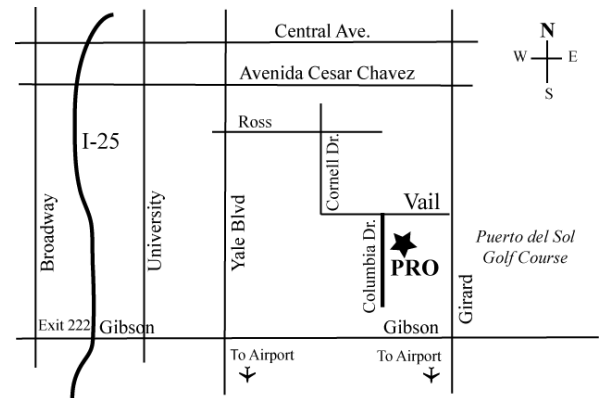 Central Ave.
N
W
E
S
Avenida Cesar Chavez
Ross
I-25
Cornell Dr.
Broadway
University
Yale Blvd
Vail
Columbia Dr.
PRO
Puerto del Sol
Golf Course
Girard
Exit 222
Gibson
Gibson
To Airport
To Airport